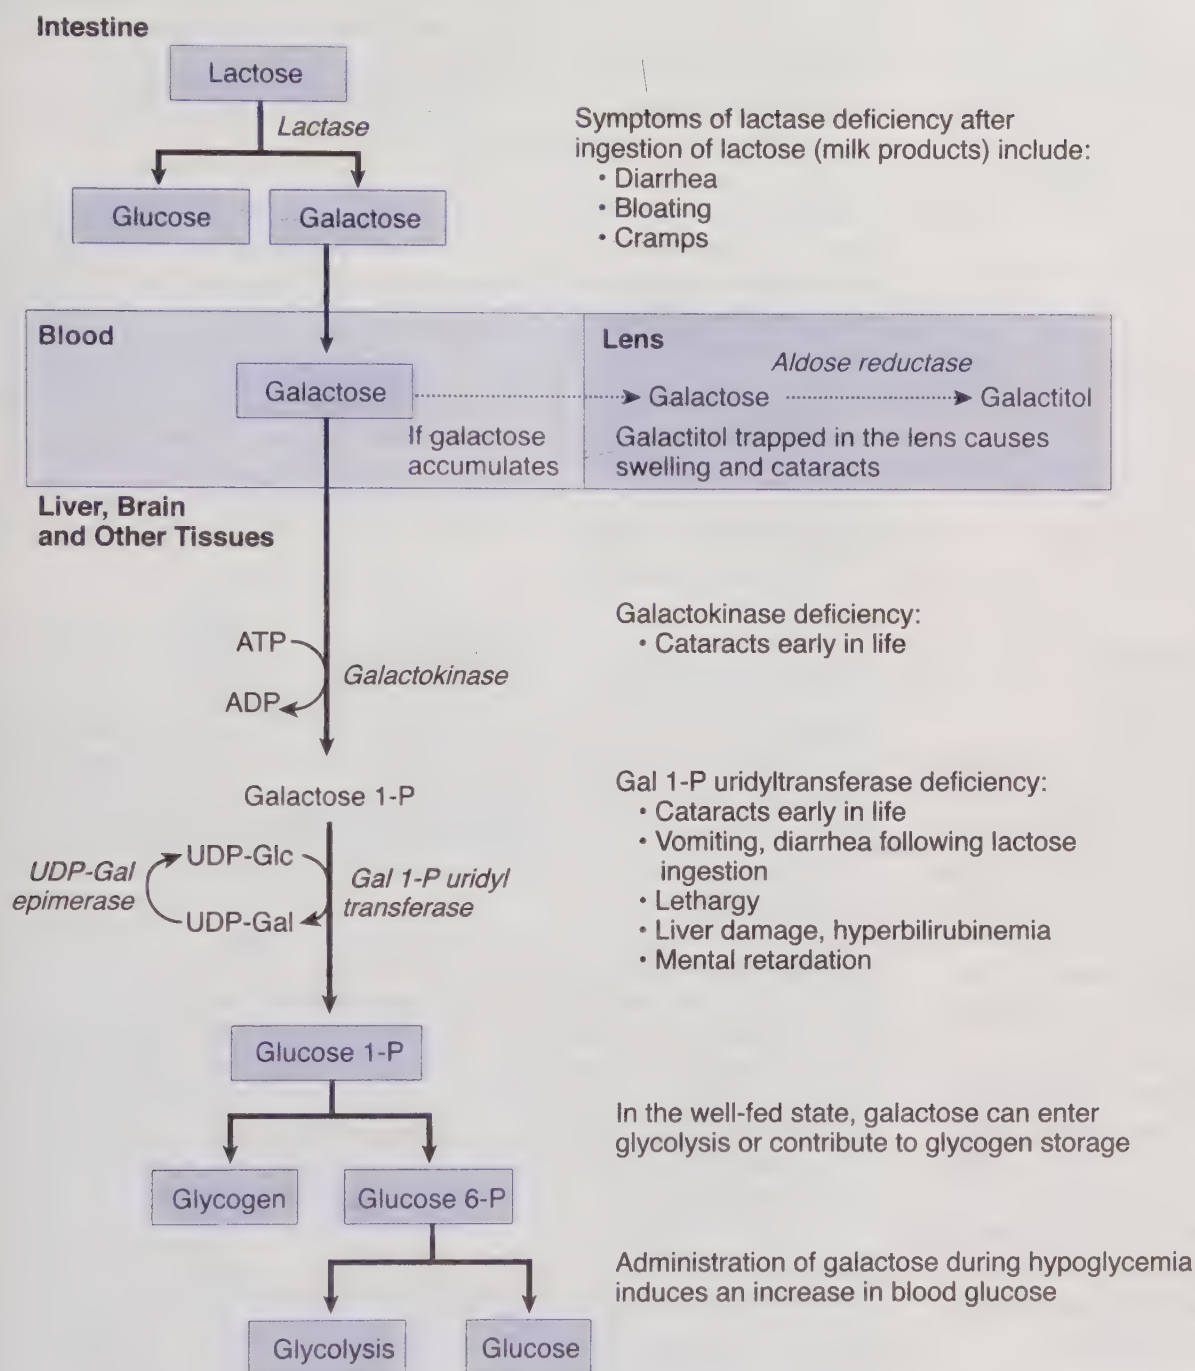 Intestine
Lactose
Lactase
Glucose
Galactose
Symptoms of lactase deficiency after
ingestion of lactose (milk products) include:
• Diarrhea
• Bloating
• Cramps
Blood
Galactose
If galactose
accumulates
Lens
Aldose reductase
Galactose
Galactitol
Galactitol trapped in the lens causes
swelling and cataracts
Liver, Brain
and Other Tissues
ATP
ADP
Galactokinase
Galactokinase deficiency:
• Cataracts early in life
Galactose 1-P
UDP-Gal
epimerase
UDP-Glc
UDP-Gal
Gal 1-P uridyl
transferase
Gal 1-P uridyltransferase deficiency:
• Cataracts early in life
• Vomiting, diarrhea following lactose
ingestion
• Lethargy
• Liver damage, hyperbilirubinemia
• Mental retardation
Glucose 1-P
Glycogen
Glucose 6-P
In the well-fed state, galactose can enter
glycolysis or contribute to glycogen storage
Glycolysis
Glucose
Administration of galactose during hypoglycemia
induces an increase in blood glucose